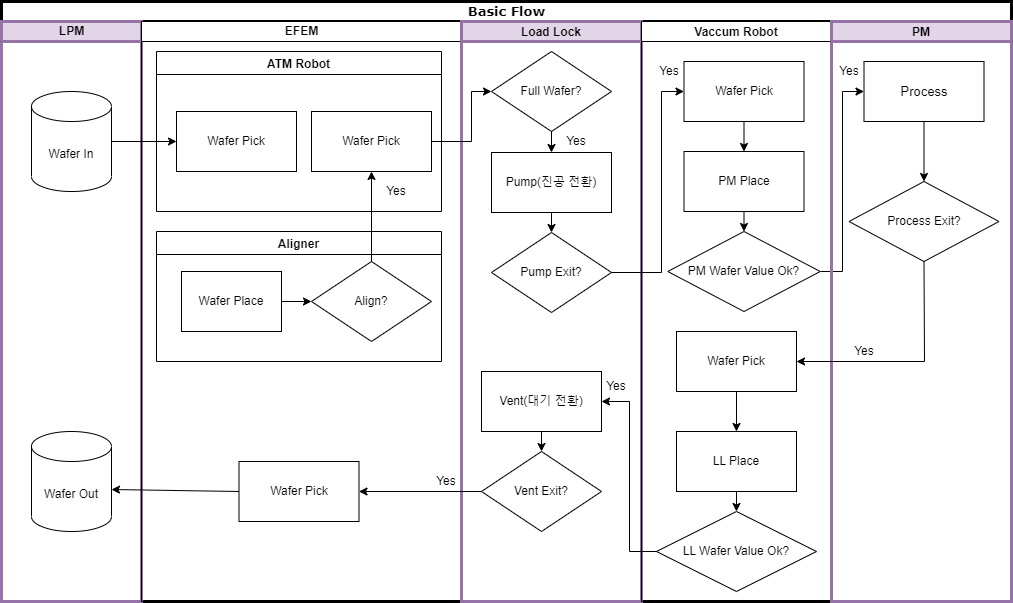 Basic Flow
LPM
EFEM
Load Lock
Vaccum Robot
PM
Wafer In
ATM Robot
Wafer Pick
Wafer Pick
Yes
Aligner
Wafer Place
Align?
Full Wafer?
Yes
Pump(진공 전환)
Pump Exit?
Yes
Wafer Pick
PM Place
PM Wafer Value Ok?
Yes
Process
Process Exit?
Yes
Wafer Pick
LL Place
LL Wafer Value Ok?
Yes
Vent(대기 전환)
Vent Exit?
Yes
Wafer Pick
Wafer Out